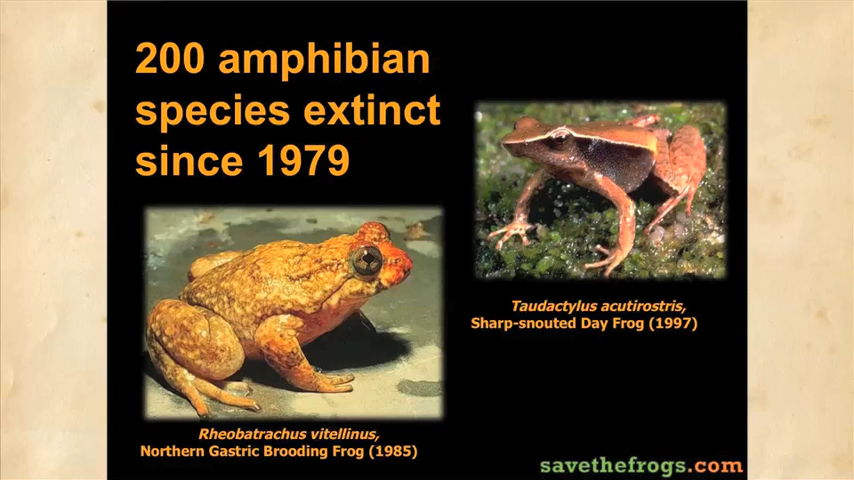 200 amphibian
species extinct
since 1979
Taudactylus acutirostris,
Sharp-snouted Day Frog (1997)
Rheobatrachus vitellinus,
Northern Gastric Brooding Frog (1985)
savethefrogs.com